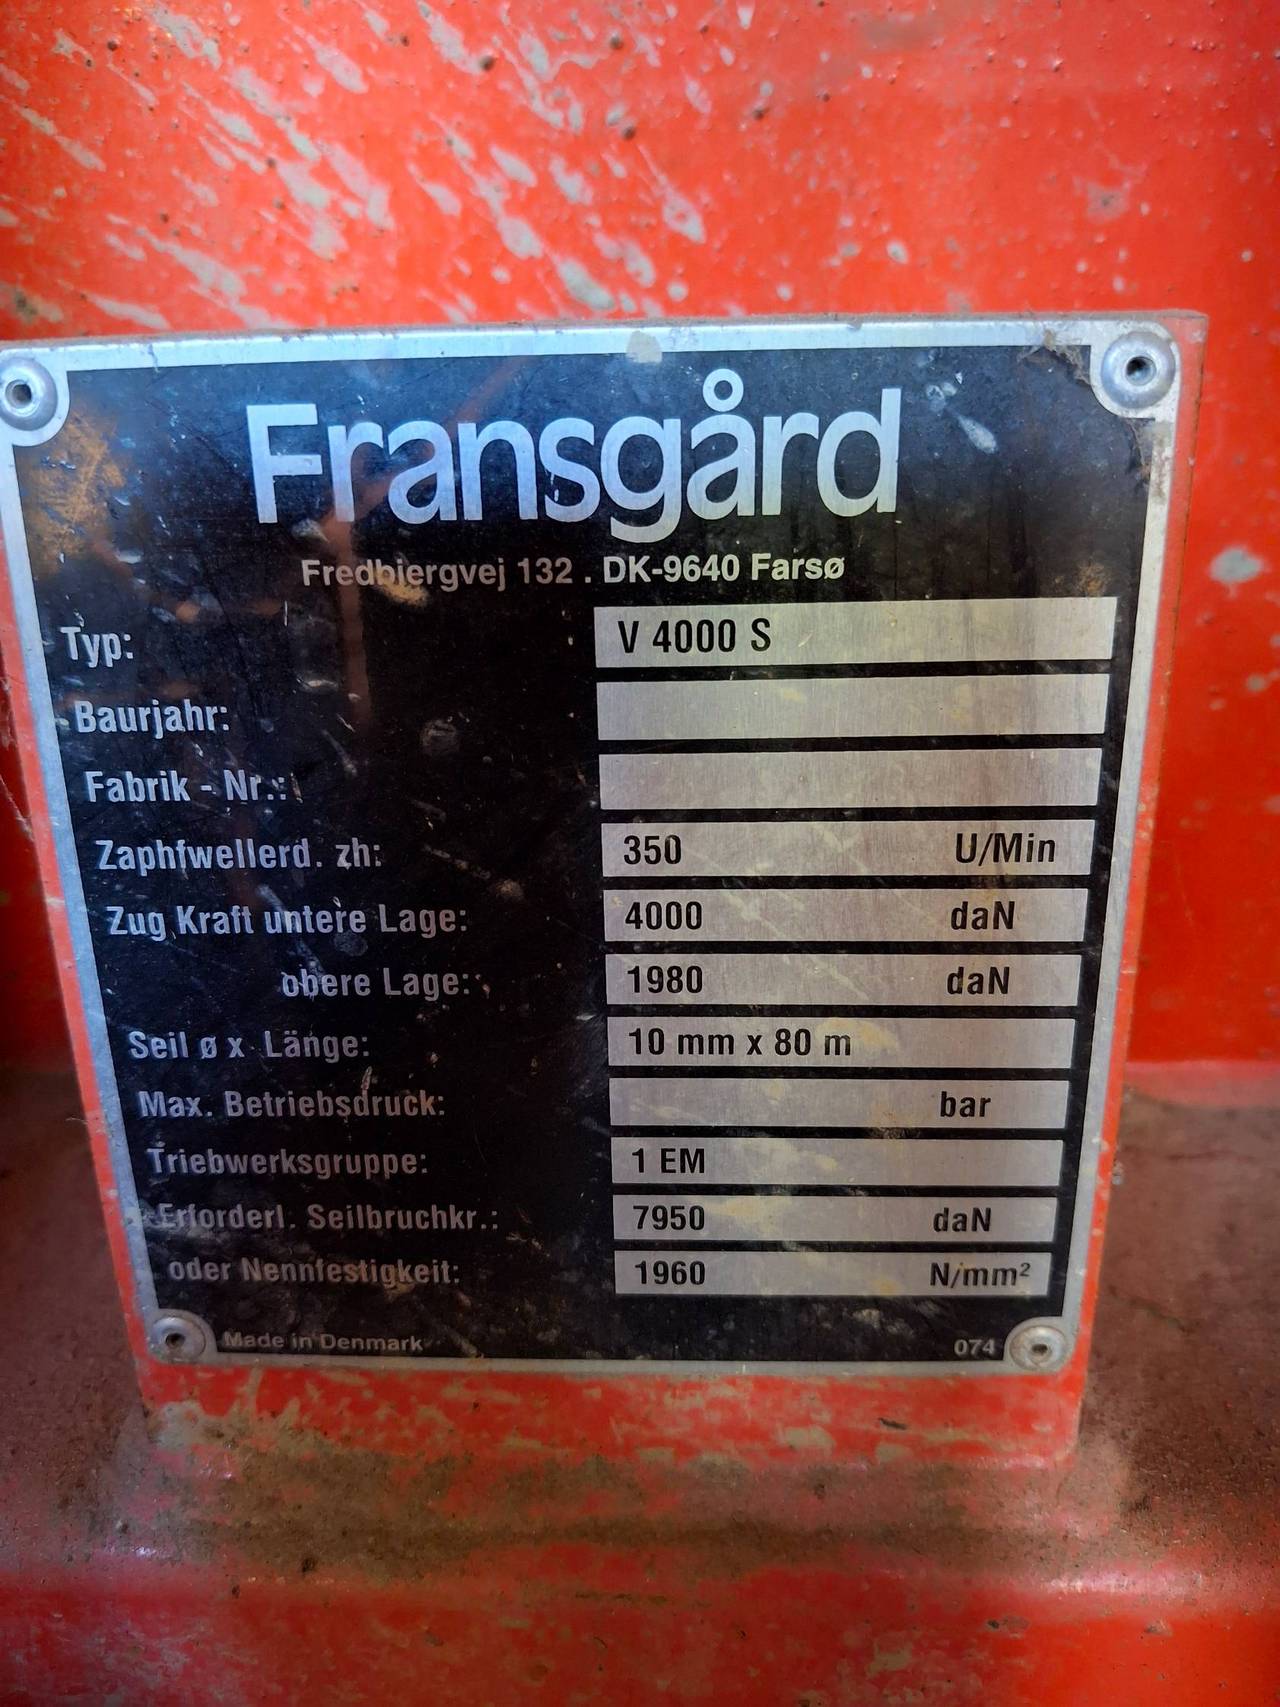 Fransgård
Fredbjergvej 132 . DK-9640 Farsø
Typ: V 4000 S
Baurjahr:
Fabrik - Nr.:
Zaphfwellerd. zh: 350 U/Min
Zug Kraft untere Lage: 4000 daN
obere Lage: 1980 daN
Seil ø x Länge: 10 mm x 80 m
Max. Betriebsdruck: bar
Triebwerksgruppe: 1 EM
Erforderl. Seilbruchkr.: 7950 daN
oder Nennfestigkeit: 1960 N/mm²
Made in Denmark 074